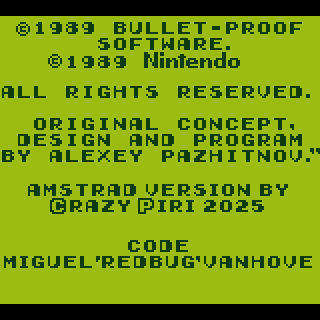 ©1989 BULLET-PROOF
SOFTWARE.
©1989 Nintendo
ALL RIGHTS RESERVED.
ORIGINAL CONCEPT,
DESIGN AND PROGRAM
BY ALEXEY PAZHITNOV."
AMSTRAD VERSION BY
©RAZY PIRI 2025
CODE
MIGUEL'REDBUG'VANHOVE